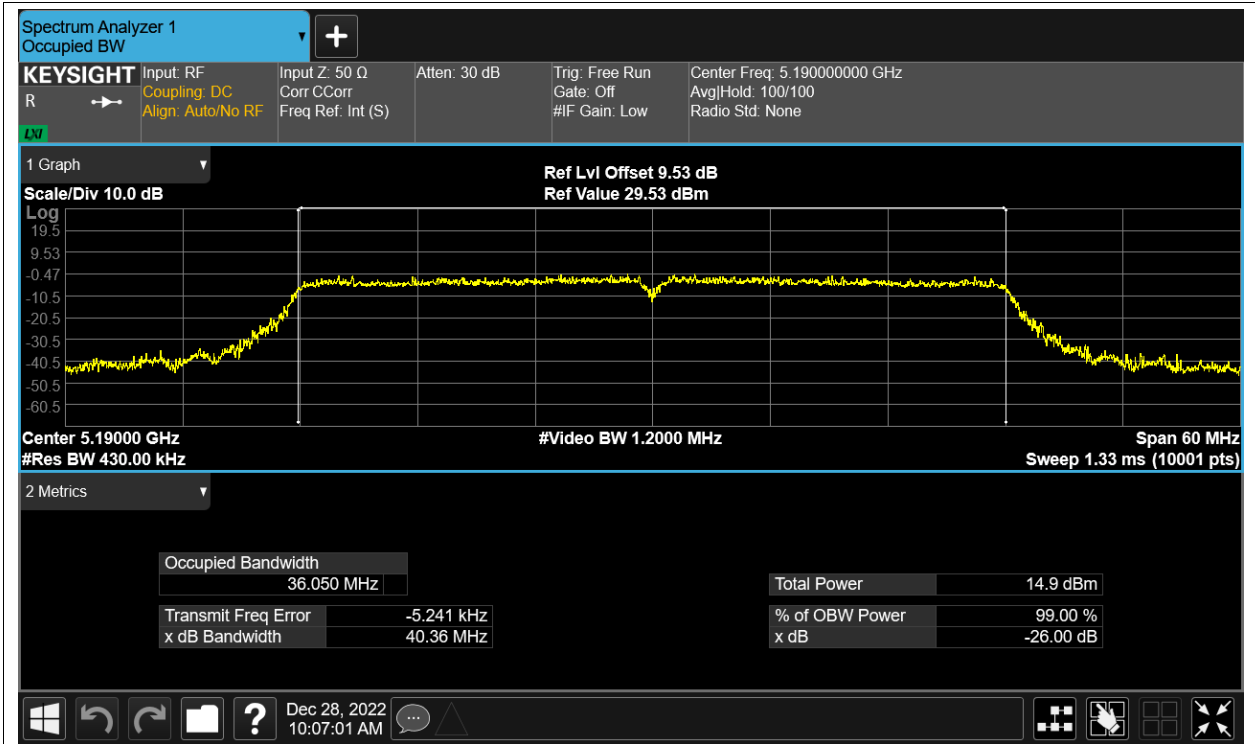 Spectrum Analyzer 1
Occupied BW
KEYSIGHT
R
LXI
Input: RF
Coupling: DC
Align: Auto/No RF
Input Z: 50 Ω
Corr CCorr
Freq Ref: Int (S)
Atten: 30 dB
Trig: Free Run
Gate: Off
#IF Gain: Low
Center Freq: 5.190000000 GHz
Avg|Hold: 100/100
Radio Std: None
1 Graph
Scale/Div 10.0 dB
Ref Lvl Offset 9.53 dB
Ref Value 29.53 dBm
Log
19.5
9.53
-0.47
-10.5
-20.5
-30.5
-40.5
-50.5
-60.5
Center 5.19000 GHz
#Res BW 430.00 kHz
#Video BW 1.2000 MHz
Span 60 MHz
Sweep 1.33 ms (10001 pts)
2 Metrics
Occupied Bandwidth
36.050 MHz
Transmit Freq Error -5.241 kHz
x dB Bandwidth 40.36 MHz
Total Power 14.9 dBm
% of OBW Power 99.00 %
x dB -26.00 dB
?
Dec 28, 2022
10:07:01 AM